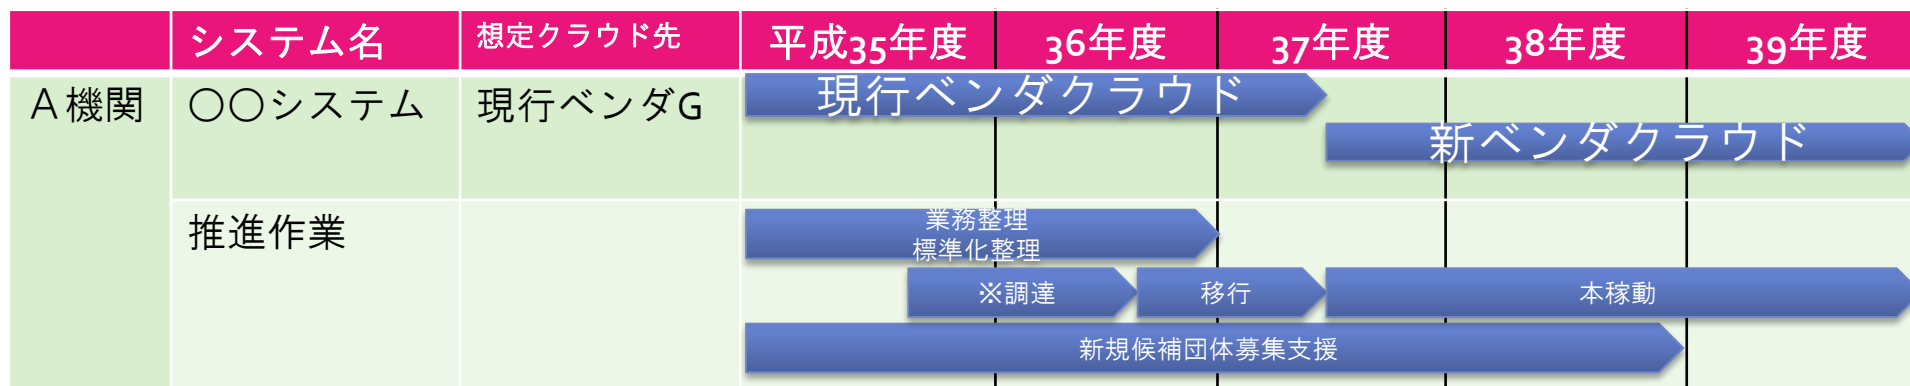 システム名 想定クラウド先 平成35年度 36年度 37年度 38年度 39年度
A機関 〇〇システム 現行ベンダG 現行ベンダクラウド
新ベンダクラウド
推進作業 業務整理
標準化整理
※調達 移行 本稼動
新規候補団体募集支援